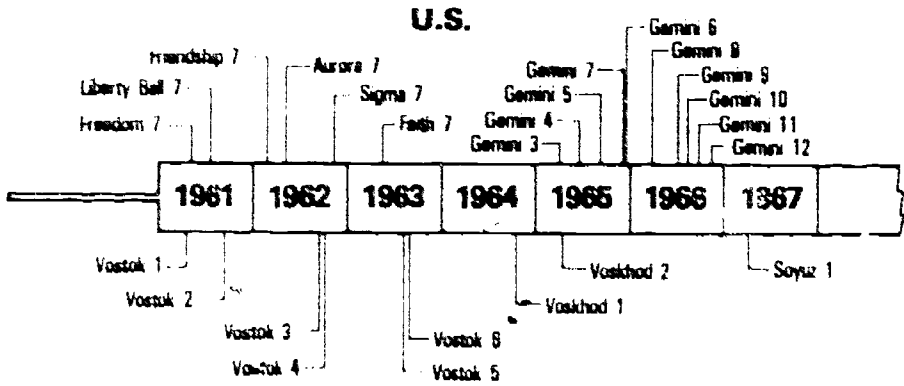 U.S.
Gemini 6
Friendship 7
Aurora 7
Gemini 8
Liberty Bell 7
Sigma 7
Gemini 7
Gemini 9
Gemini 5
Gemini 10
Freedom 7
Faith 7
Gemini 4
Gemini 11
Gemini 3
Gemini 12
1961 1962 1963 1964 1965 1966 1967
Vostok 1
Voskhod 2
Soyuz 1
Vostok 2
Voskhod 1
Vostok 3
Vostok 6
Vostok 4
Vostok 5